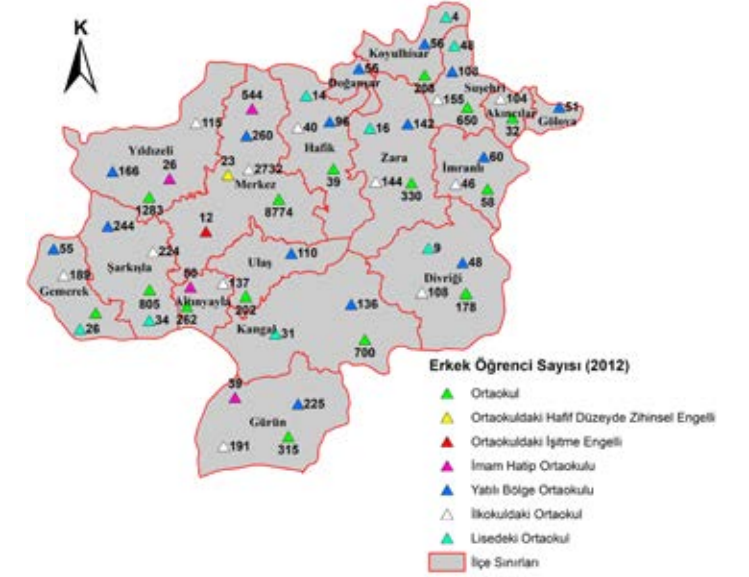 K
4
Koyulhisar
56
48
Doğanşar
56
108
208
Suşehri
544
14
155
104
650
Akıncılar
51
32
Gölova
115
260
40
96
16
142
Yıldızeli
Hafik
Zara
60
166
26
23
2732
İmranlı
Merkez
39
144
46
330
58
1283
8774
244
12
55
224
Ulaş
110
9
48
189
Şarkışla
80
137
Divriği
Gemerek
Altınyayla
108
805
202
136
178
26
34
262
Kangal
31
700
39
225
Gürün
191
315
Erkek Öğrenci Sayısı (2012)
Ortaokul
Ortaokuldaki Hafif Düzeyde Zihinsel Engelli
Ortaokuldaki İşitme Engelli
İmam Hatip Ortaokulu
Yatılı Bölge Ortaokulu
İlkokuldaki Ortaokul
Lisedeki Ortaokul
İlçe Sınırları